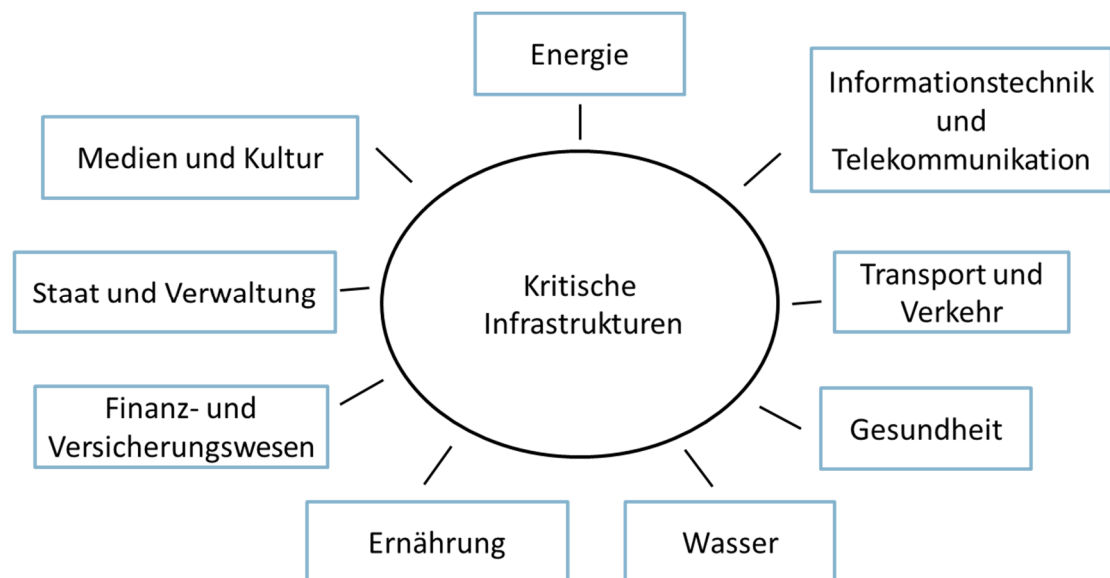 Energie
Informationstechnik
und
Telekommunikation
Medien und Kultur
Transport und
Verkehr
Staat und Verwaltung
Kritische
Infrastrukturen
Finanz- und
Versicherungswesen
Gesundheit
Ernährung
Wasser